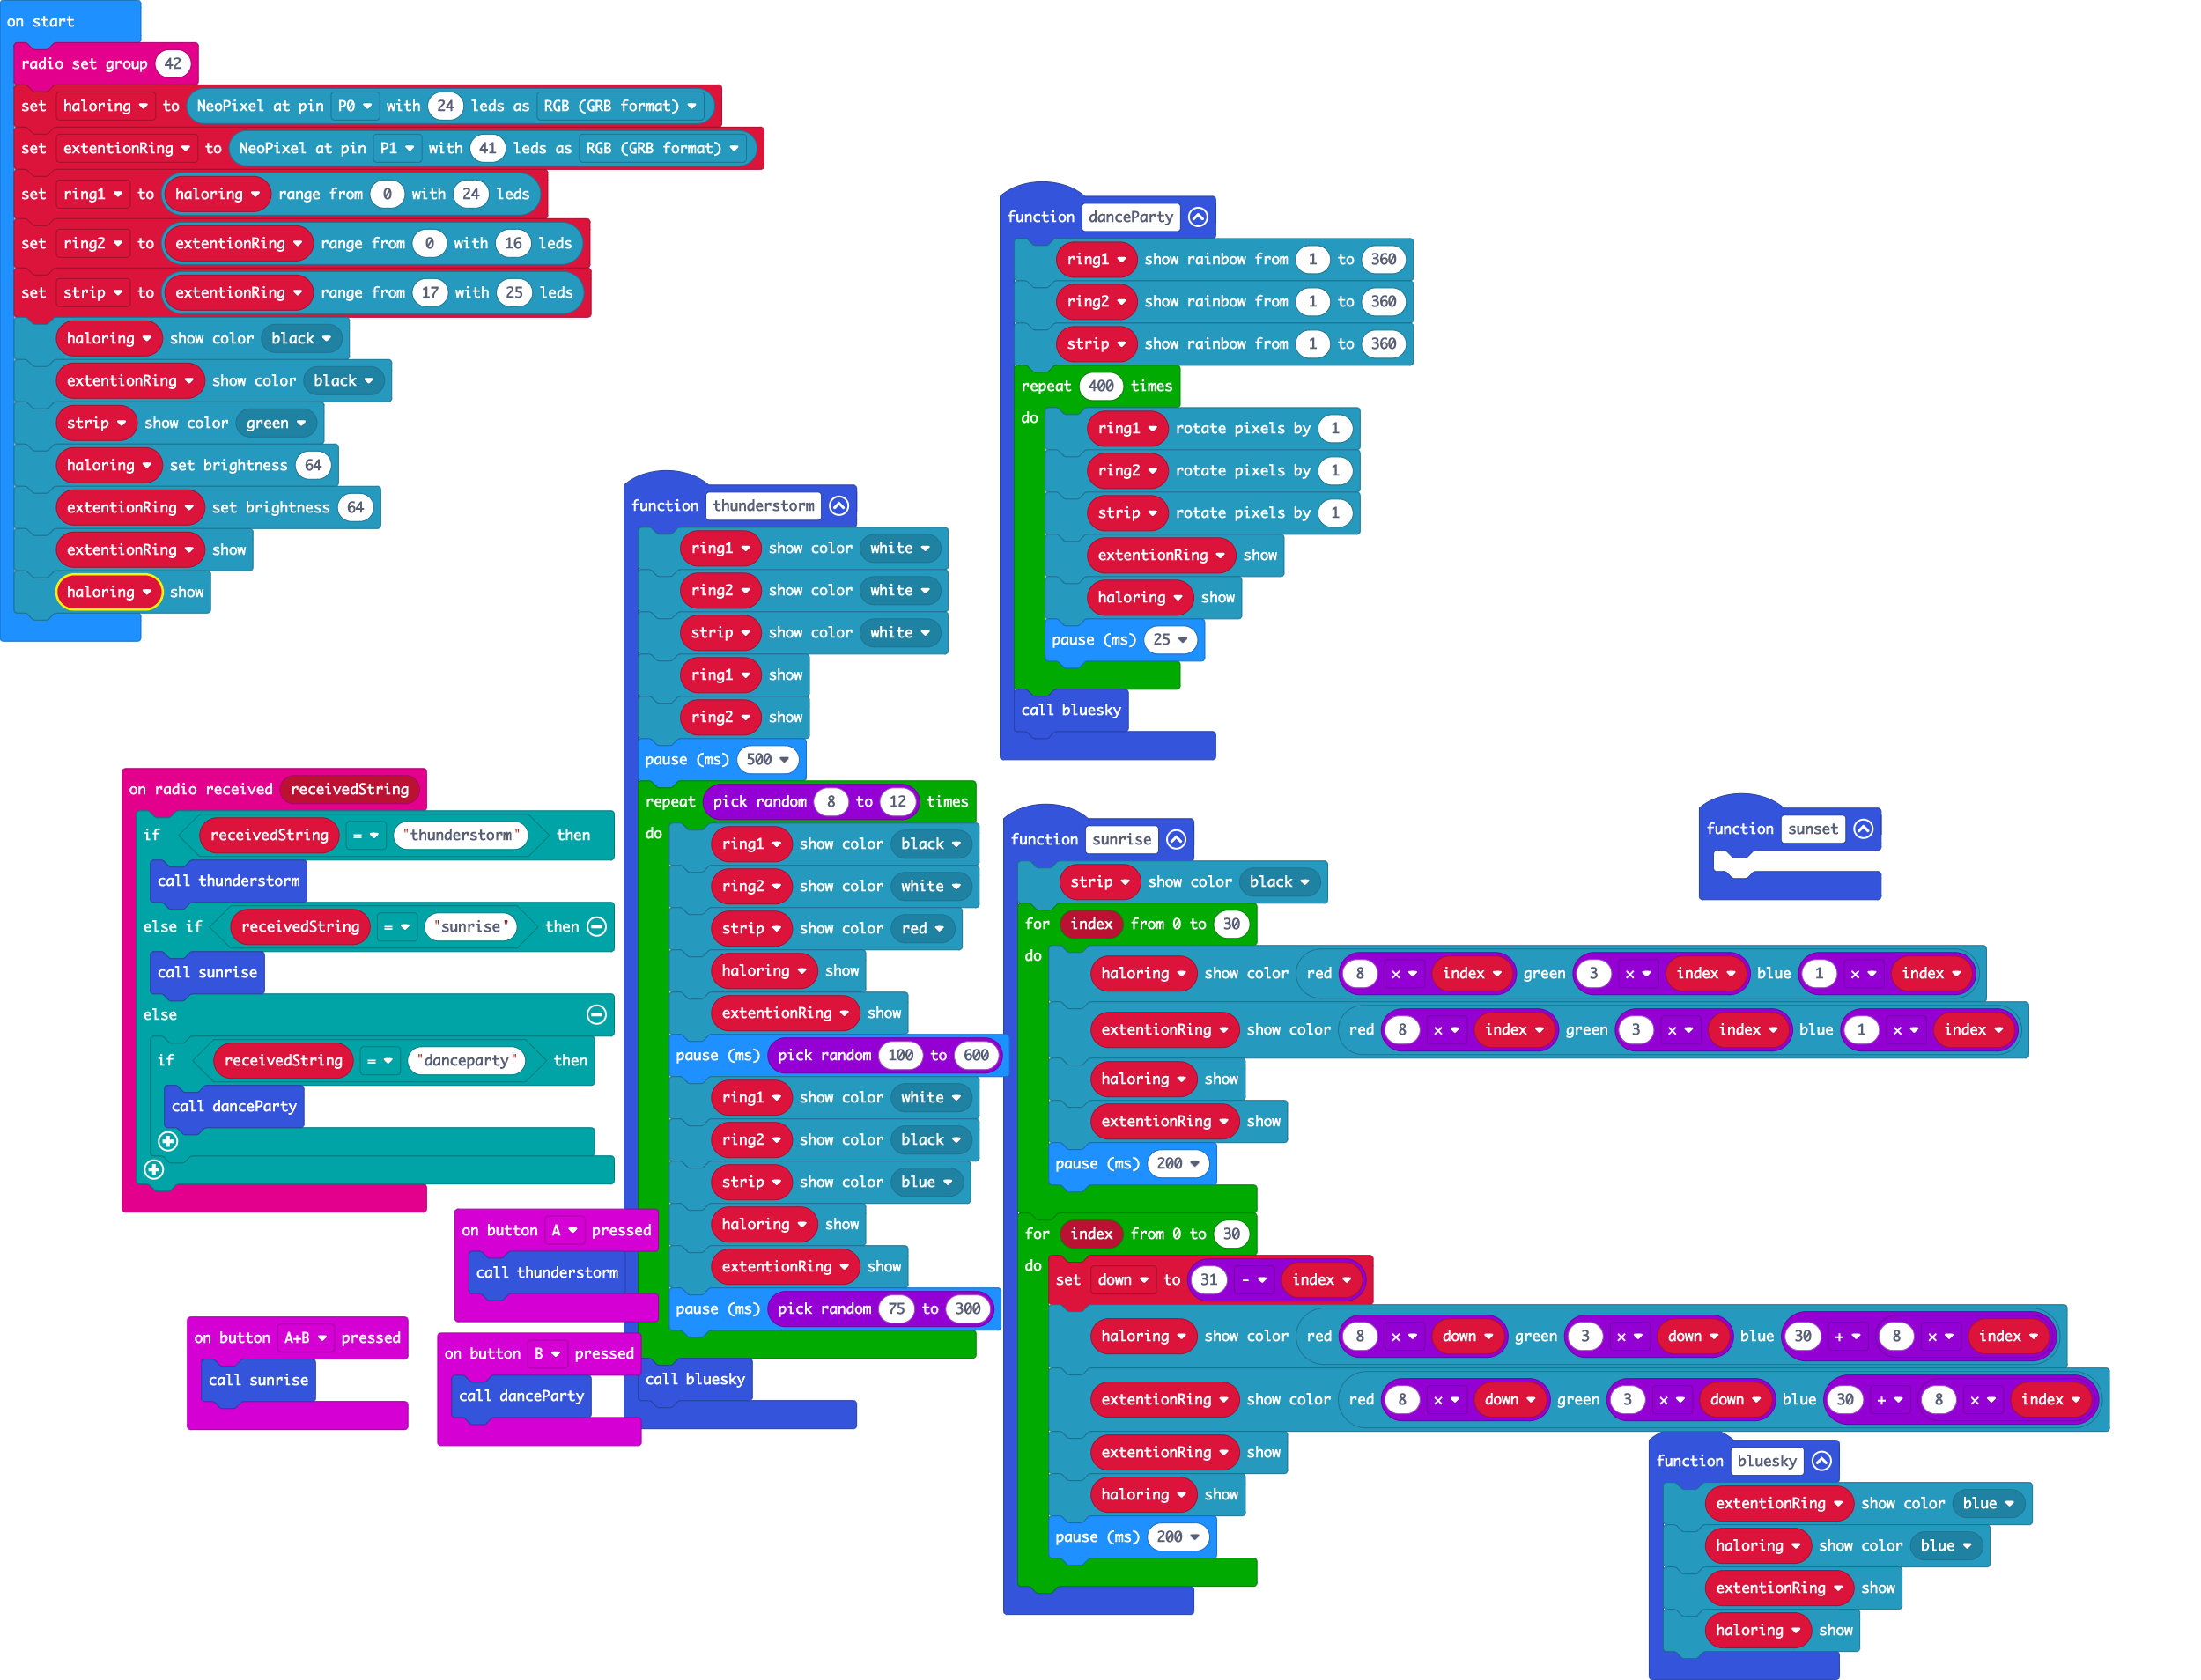 on start
radio set group 42
set haloring to NeoPixel at pin P0 with 24 leds as RGB (GRB format)
set extentionRing to NeoPixel at pin P1 with 41 leds as RGB (GRB format)
set ring1 to haloring range from 0 with 24 leds
set ring2 to extentionRing range from 0 with 16 leds
set strip to extentionRing range from 17 with 25 leds
haloring show color black
extentionRing show color black
strip show color green
haloring set brightness 64
extentionRing set brightness 64
extentionRing show
haloring show
on radio received receivedString
if receivedString = "thunderstorm" then
call thunderstorm
else if receivedString = "sunrise" then
call sunrise
else
if receivedString = "danceparty" then
call danceParty
on button A pressed
call thunderstorm
on button A+B pressed
call sunrise
on button B pressed
call danceParty
function thunderstorm
ring1 show color white
ring2 show color white
strip show color white
ring1 show
ring2 show
pause (ms) 500
repeat pick random 8 to 12 times
do
ring1 show color black
ring2 show color white
strip show color red
haloring show
extentionRing show
pause (ms) pick random 100 to 600
ring1 show color white
ring2 show color black
strip show color blue
haloring show
extentionRing show
pause (ms) pick random 75 to 300
call bluesky
function danceParty
ring1 show rainbow from 1 to 360
ring2 show rainbow from 1 to 360
strip show rainbow from 1 to 360
repeat 400 times
do
ring1 rotate pixels by 1
ring2 rotate pixels by 1
strip rotate pixels by 1
extentionRing show
haloring show
pause (ms) 25
call bluesky
function sunrise
strip show color black
for index from 0 to 30
do
haloring show color red 8 × index green 3 × index blue 1 × index
extentionRing show color red 8 × index green 3 × index blue 1 × index
haloring show
extentionRing show
pause (ms) 200
for index from 0 to 30
do
set down to 31 - index
haloring show color red 8 × down green 3 × down blue 30 + 8 × index
extentionRing show color red 8 × down green 3 × down blue 30 + 8 × index
extentionRing show
haloring show
pause (ms) 200
function sunset
function bluesky
extentionRing show color blue
haloring show color blue
extentionRing show
haloring show